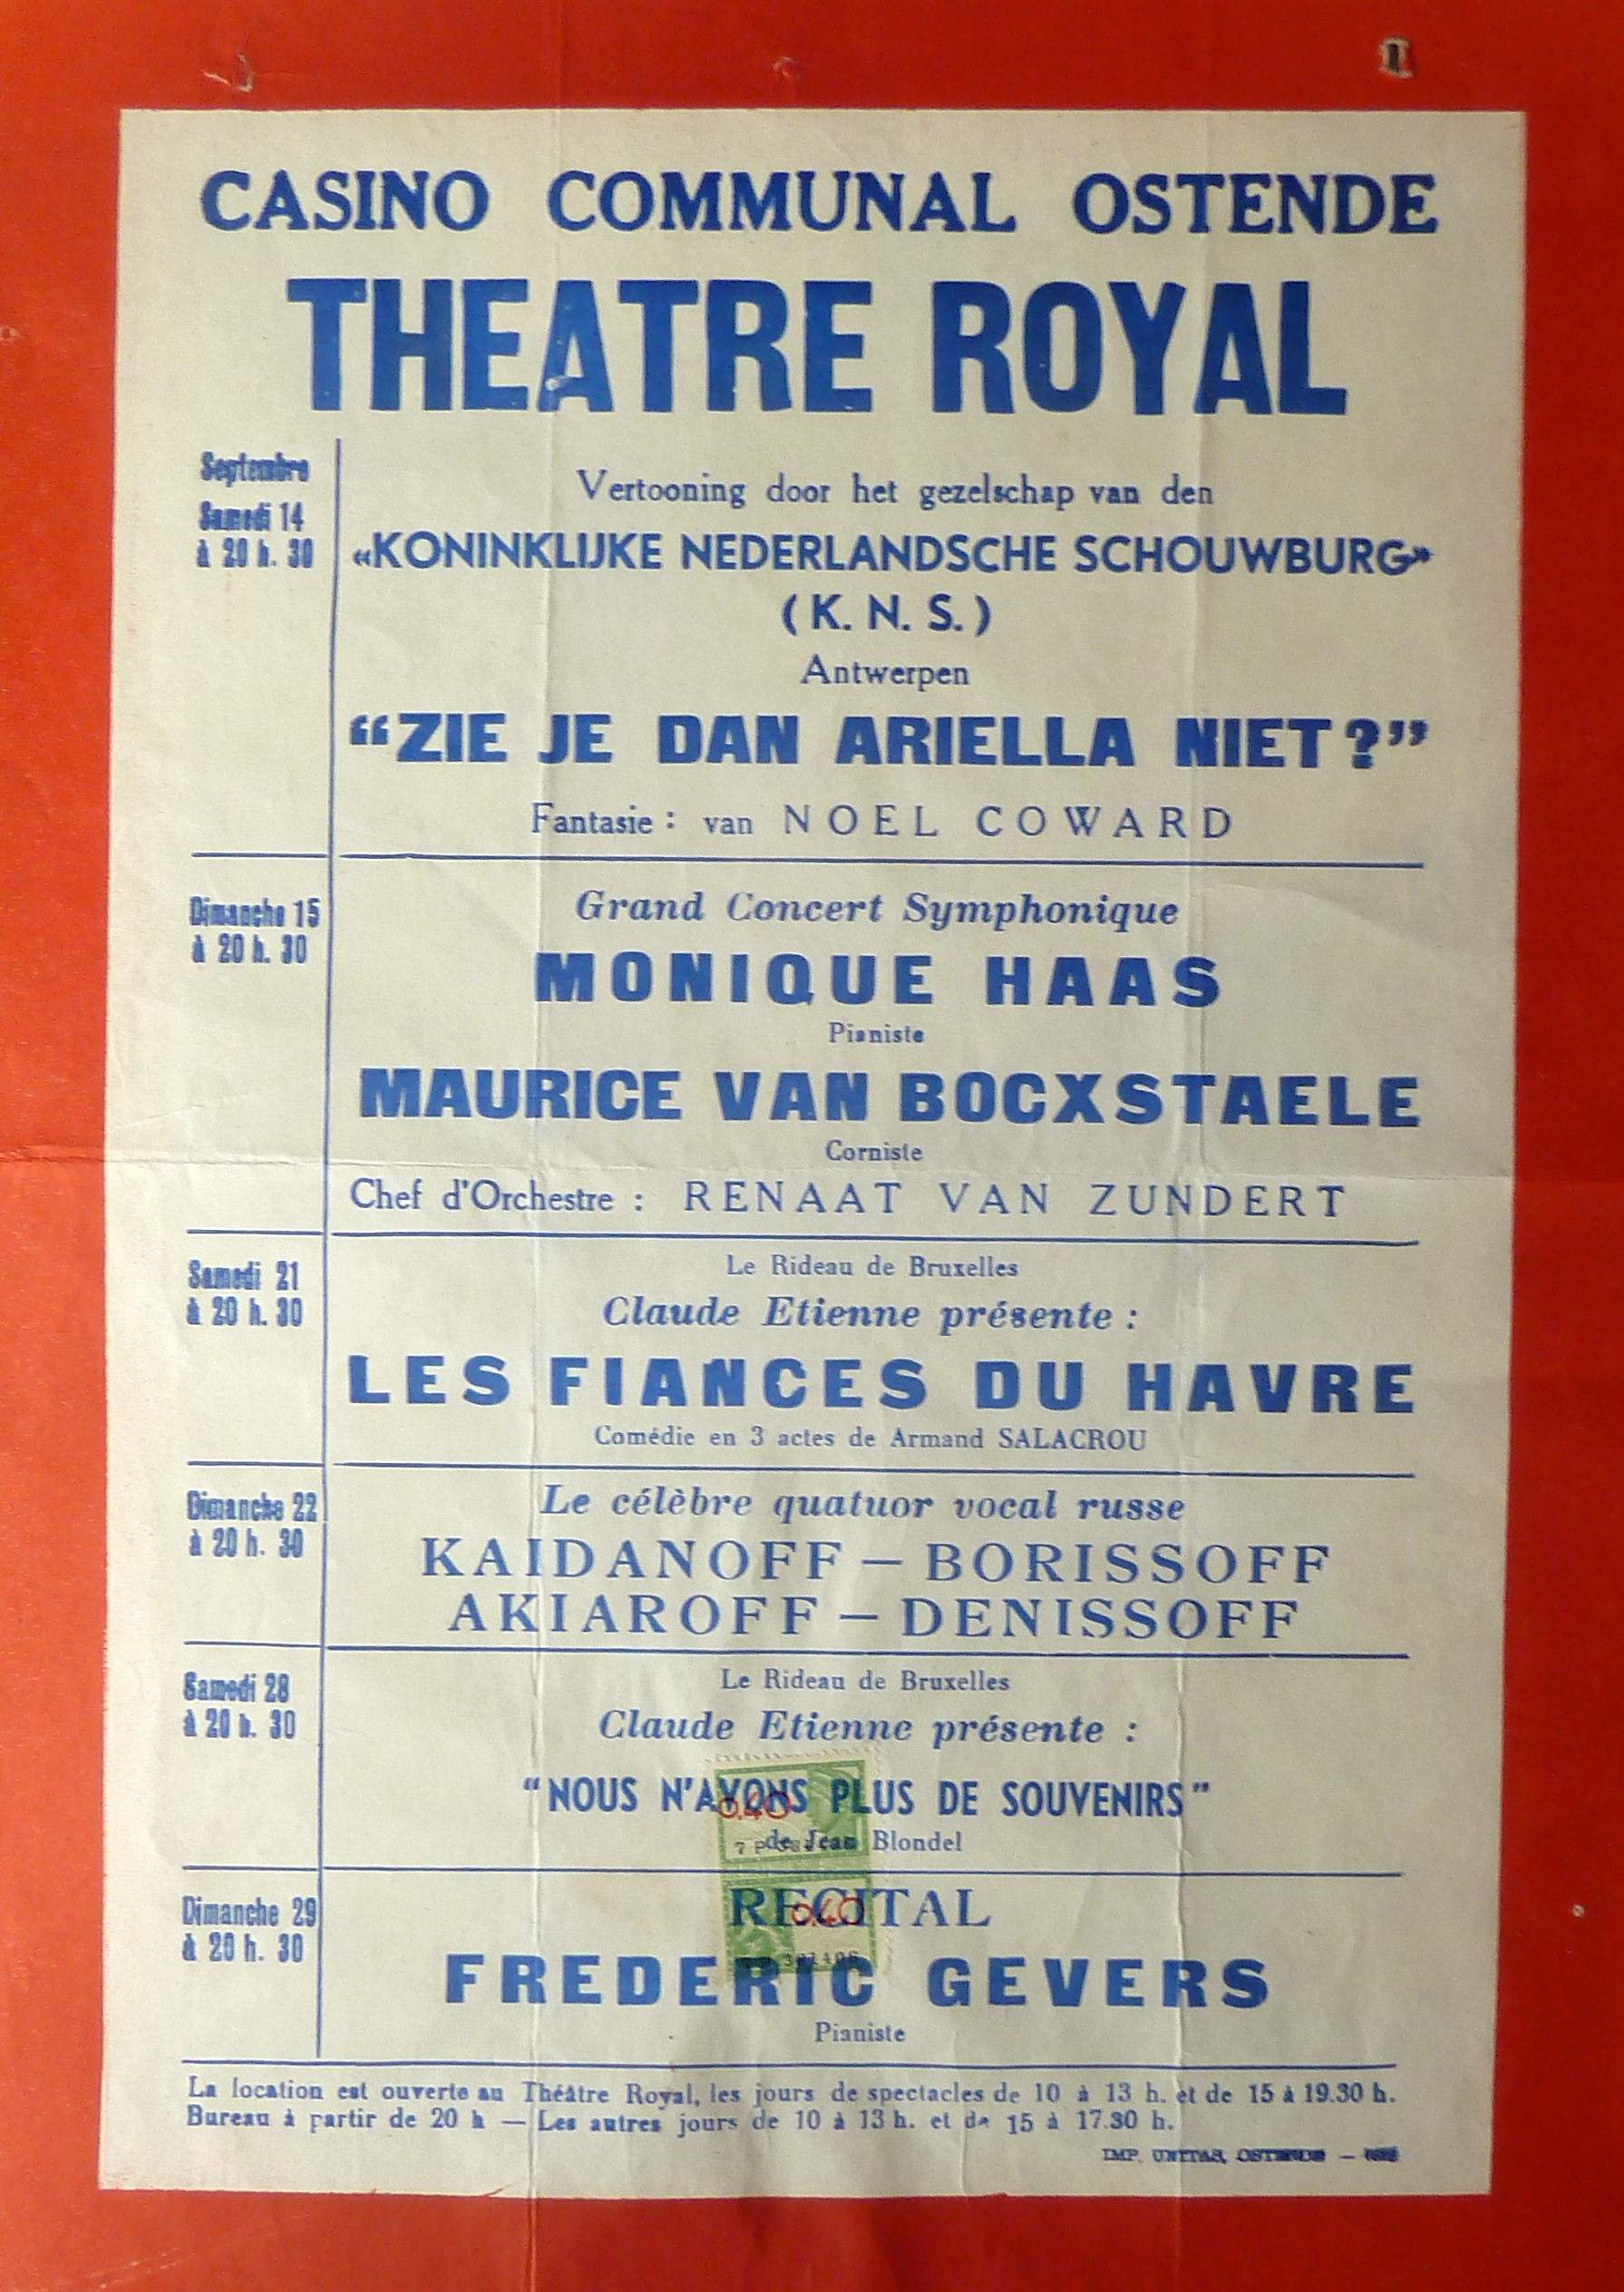 CASINO COMMUNAL OSTENDE
THEATRE ROYAL
Septembre
Samedi 14
à 20 h. 30
Vertooning door het gezelschap van den
«KONINKLIJKE NEDERLANDSCHE SCHOUWBURG»
(K. N. S.)
Antwerpen
“ZIE JE DAN ARIELLA NIET?”
Fantasie : van NOEL COWARD
Dimanche 15
à 20 h. 30
Grand Concert Symphonique
MONIQUE HAAS
Pianiste
MAURICE VAN BOCXSTAELE
Corniste
Chef d'Orchestre : RENAAT VAN ZUNDERT
Samedi 21
à 20 h. 30
Le Rideau de Bruxelles
Claude Etienne présente :
LES FIANCES DU HAVRE
Comédie en 3 actes de Armand SALACROU
Dimanche 22
à 20 h. 30
Le célèbre quatuor vocal russe
KAIDANOFF — BORISSOFF
AKIAROFF — DENISSOFF
Samedi 28
à 20 h. 30
Le Rideau de Bruxelles
Claude Etienne présente :
“NOUS N'AVONS PLUS DE SOUVENIRS”
0.40
de Jean Blondel
Dimanche 29
à 20 h. 30
RECITAL
0.40
FREDERIC GEVERS
Pianiste
La location est ouverte au Théâtre Royal, les jours de spectacles de 10 à 13 h. et de 15 à 19.30 h.
Bureau à partir de 20 h — Les autres jours de 10 à 13 h. et de 15 à 17.30 h.
IMP. UNITAS, OSTENDE —